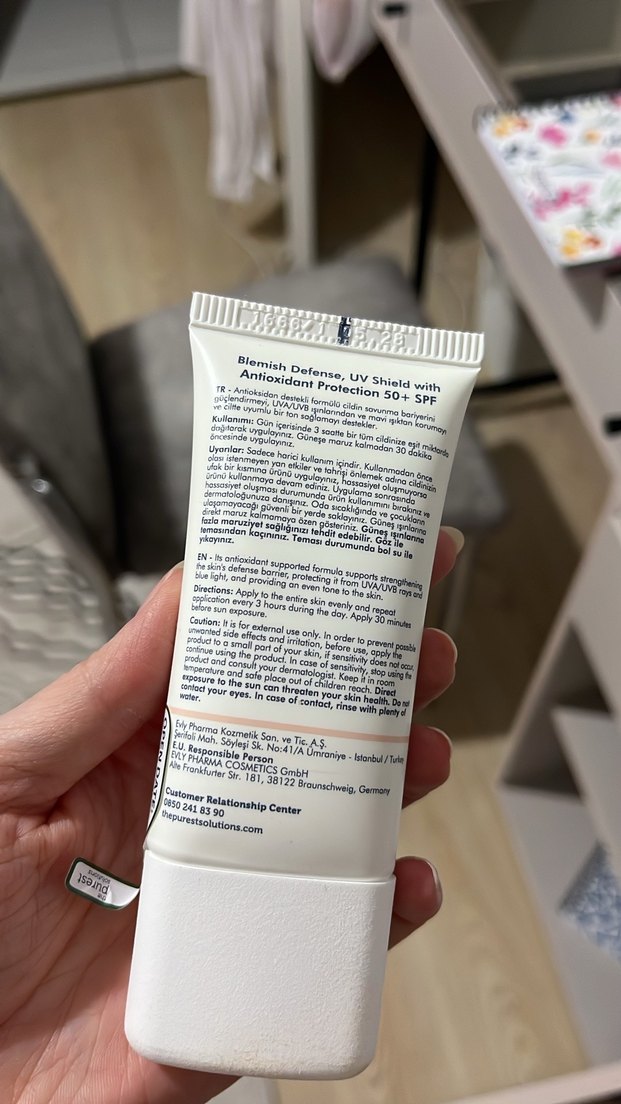 Blemish Defense, UV Shield with
Antioxidant Protection 50+ SPF
TR - Antioksidan destekli formülü cildin savunma bariyerini
güçlendirmeyi, UVA/UVB ışınlarından ve mavi ışıktan korumayı
ve ciltte uyumlu bir ton sağlamayı destekler.
Kullanımı: Gün içerisinde 3 saatte bir tüm cildinize eşit miktarda
dağıtarak uygulayınız. Güneşe maruz kalmadan 30 dakika
öncesinde uygulayınız.
Uyarılar: Sadece harici kullanım içindir. Kullanmadan önce
olası istenmeyen yan etkiler ve tahrişi önlemek adına cildinizin
ufak bir kısmına ürünü uygulayınız, hassasiyet oluşmuyorsa
ürünü kullanmaya devam ediniz. Uygulama sonrasında
hassasiyet oluşması durumunda ürün kullanımını bırakınız ve
dermatoloğunuza danışınız. Oda sıcaklığında ve çocukların
ulaşamayacağı güvenli bir yerde saklayınız. Güneş ışınlarına
direkt maruz kalmamaya özen gösteriniz. Güneş ışınlarına
fazla maruziyet sağlığınızı tehdit edebilir. Göz ile
temasından kaçınınız. Teması durumunda bol su ile
yıkayınız.
EN - Its antioxidant supported formula supports strengthening
the skin's defense barrier, protecting it from UVA/UVB rays and
blue light, and providing an even tone to the skin.
Directions: Apply to the entire skin evenly and repeat
application every 3 hours during the day. Apply 30 minutes
before sun exposure.
Caution: It is for external use only. In order to prevent possible
unwanted side effects and irritation, before use, apply the
product to a small part of your skin, if sensitivity does not occur,
continue using the product. In case of sensitivity, stop using the
product and consult your dermatologist. Keep it in room
temperature and safe place out of children reach. Direct
exposure to the sun can threaten your skin health. Do not
contact your eyes. In case of contact, rinse with plenty of
water.
Evly Pharma Kozmetik San. ve Tic. A.Ş.
Şerifali Mah. Söyleşi Sk. No:41/A Ümraniye - Istanbul / Turkey
E.U. Responsible Person
EVLY PHARMA COSMETICS GmbH
Alte Frankfurter Str. 181, 38122 Braunschweig, Germany
Customer Relationship Center
0850 241 83 90
thepurestsolutions.com
the
purest
solutions